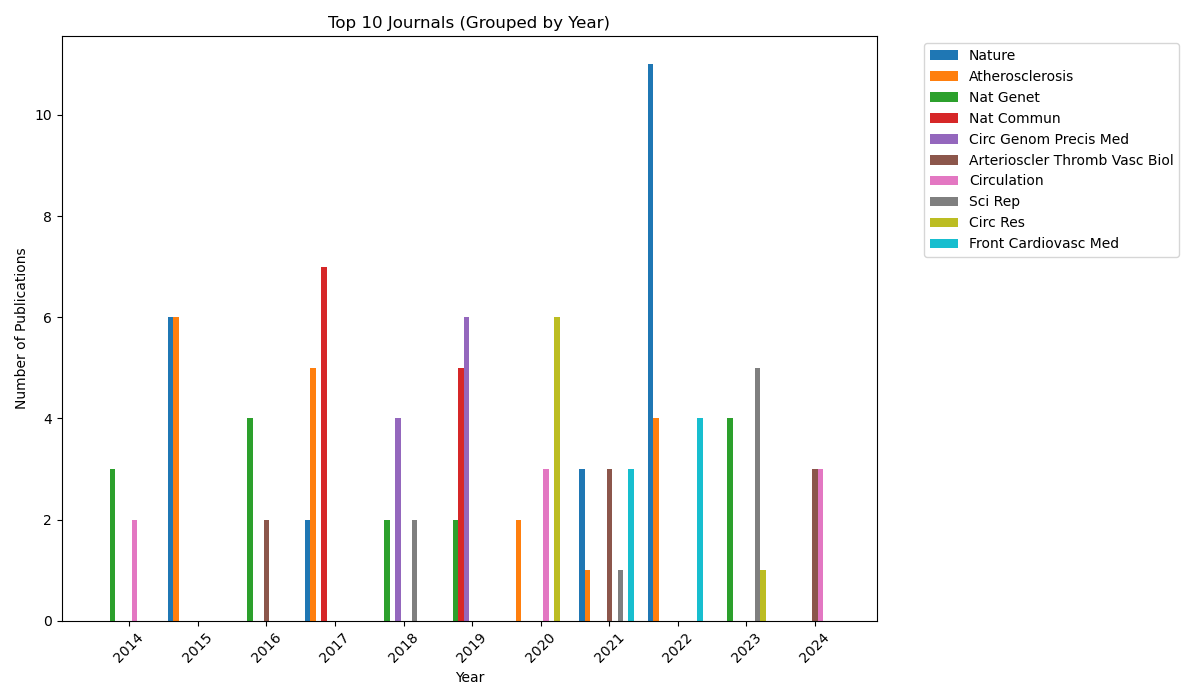 Top 10 Journals (Grouped by Year)
Number of Publications
10
8
6
4
2
0
2014
2015
2016
2017
2018
2019
2020
2021
2022
2023
2024
Year
Nature
Atherosclerosis
Nat Genet
Nat Commun
Circ Genom Precis Med
Arterioscler Thromb Vasc Biol
Circulation
Sci Rep
Circ Res
Front Cardiovasc Med